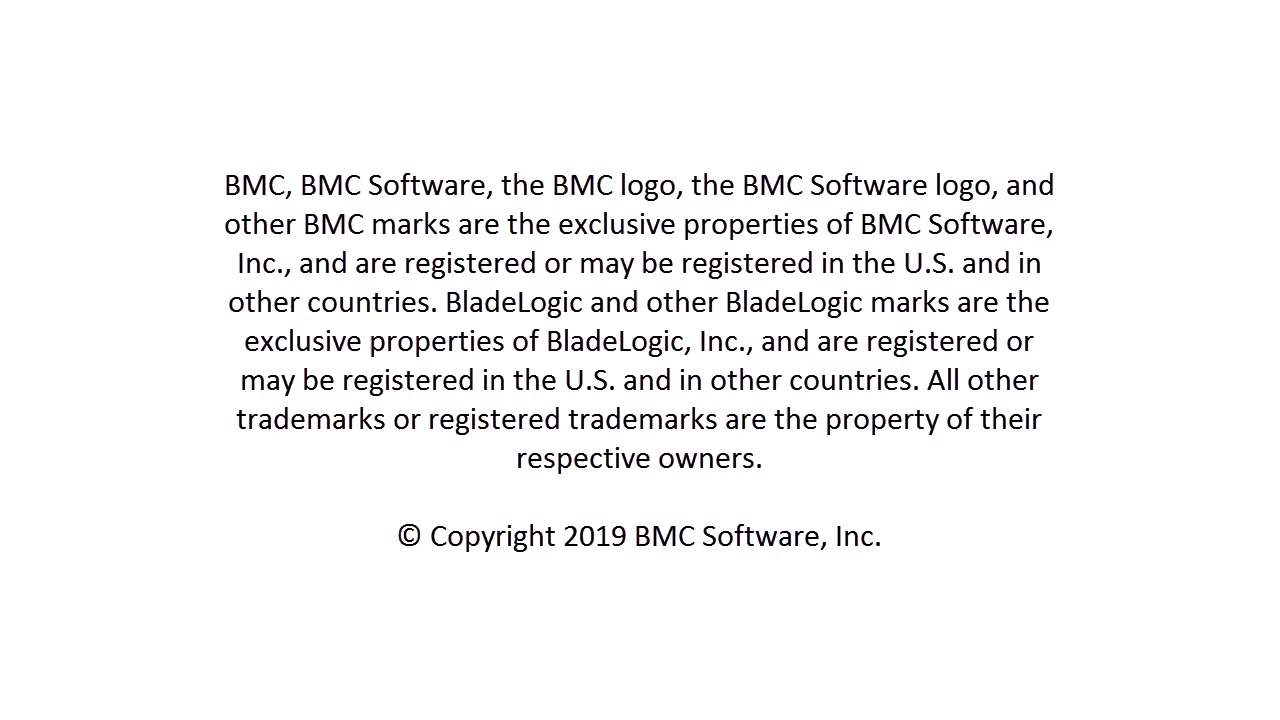 BMC, BMC Software, the BMC logo, the BMC Software logo, and
other BMC marks are the exclusive properties of BMC Software,
Inc., and are registered or may be registered in the U.S. and in
other countries. BladeLogic and other BladeLogic marks are the
exclusive properties of BladeLogic, Inc., and are registered or
may be registered in the U.S. and in other countries. All other
trademarks or registered trademarks are the property of their
respective owners.
© Copyright 2019 BMC Software, Inc.